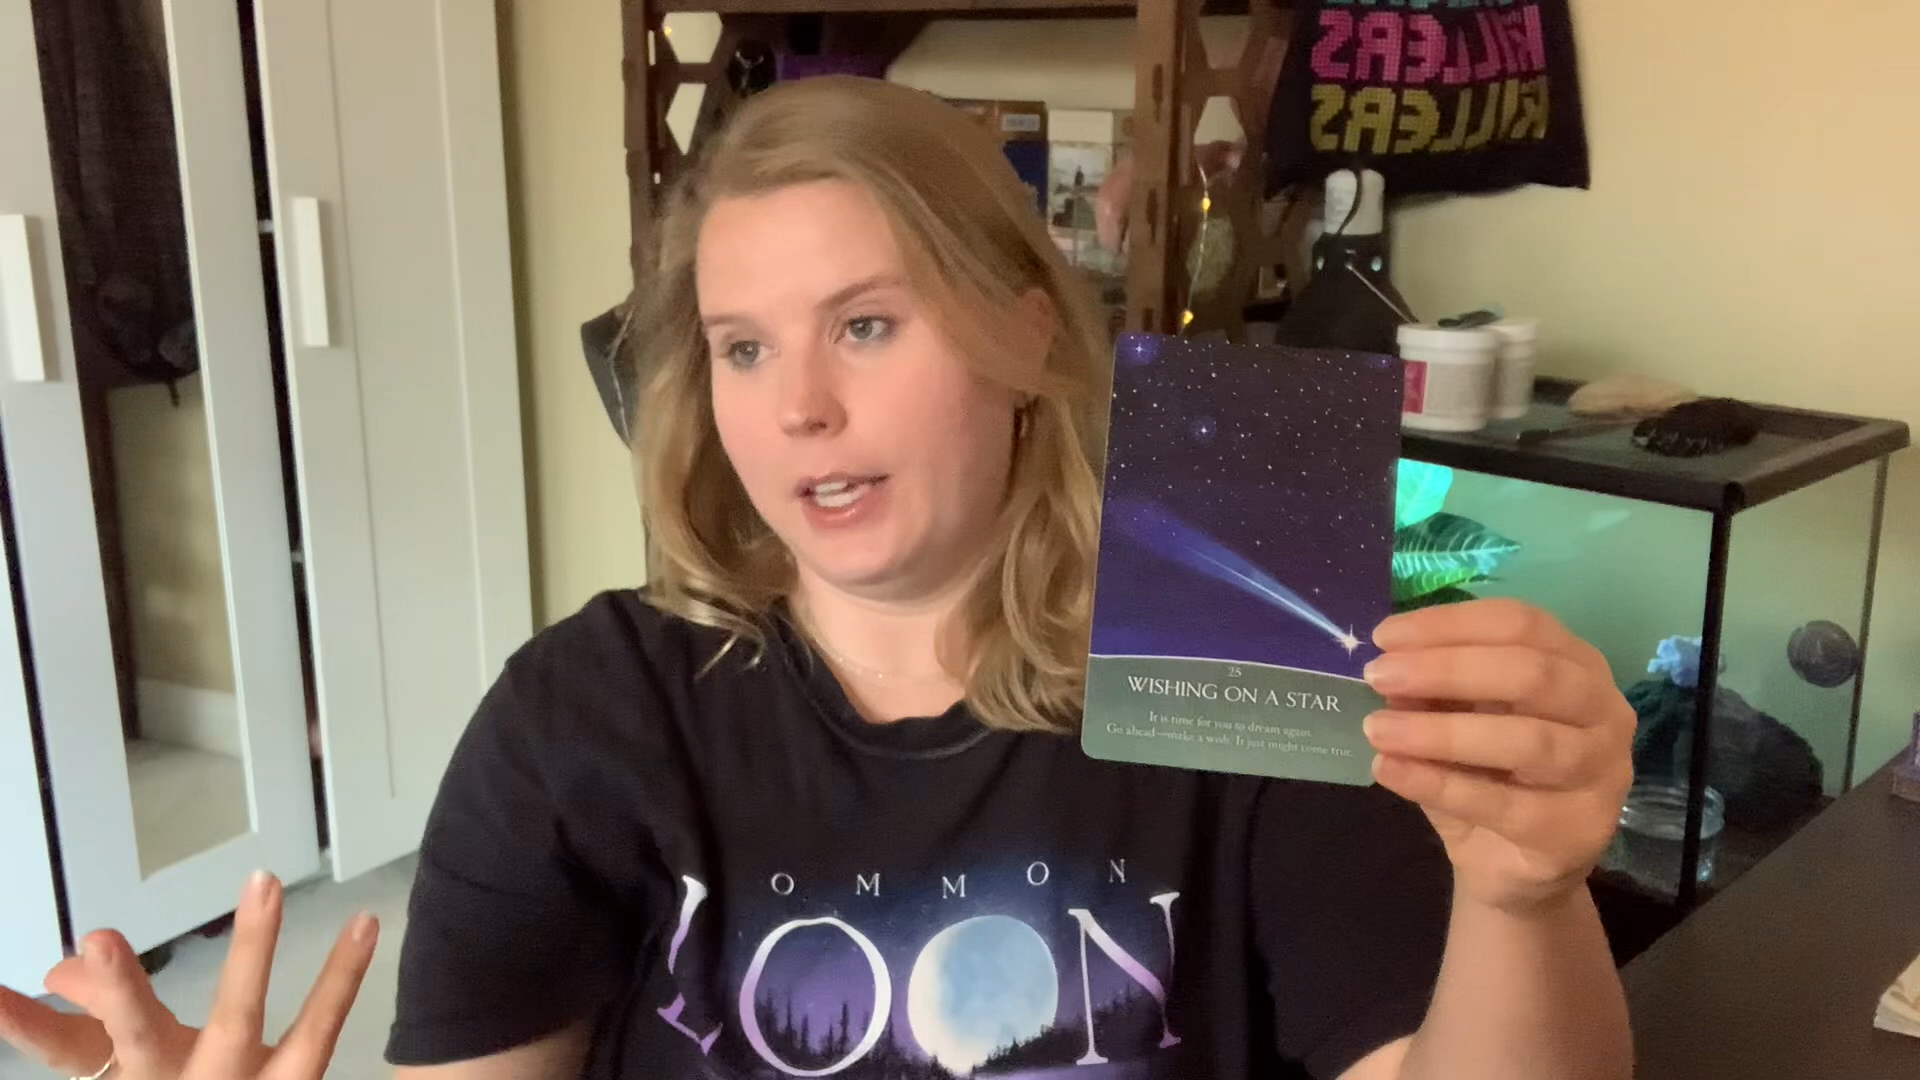 KILLERS
KILLERS
25
WISHING ON A STAR
It is time for you to dream again.
Go ahead—make a wish. It just might come true.
OMMON
LOON